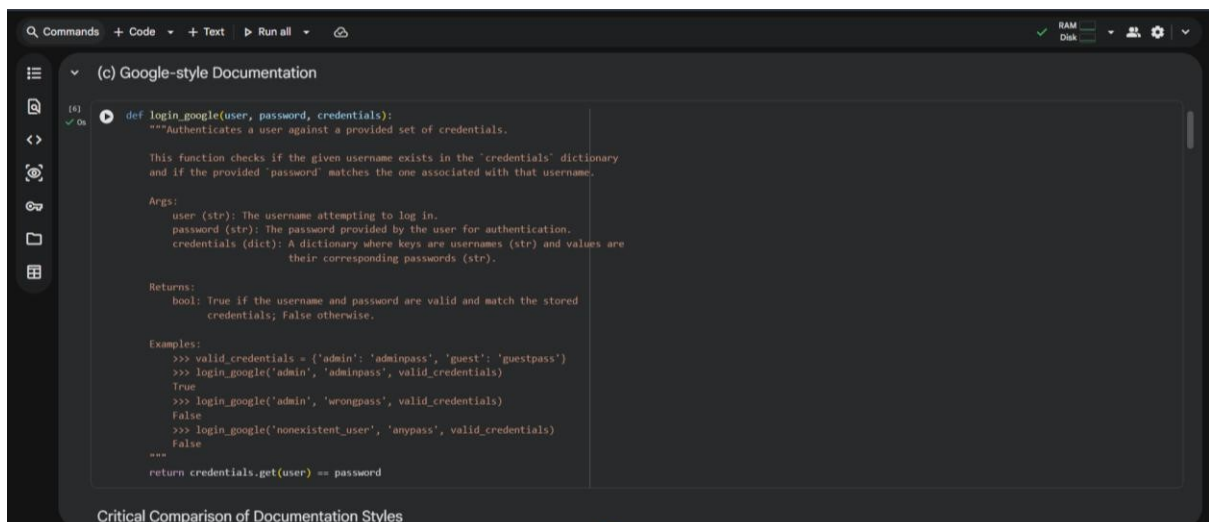 Commands + Code + Text Run all
RAM
Disk
(c) Google-style Documentation
[6]
0s
def login_google(user, password, credentials):
"""Authenticates a user against a provided set of credentials.
This function checks if the given username exists in the `credentials` dictionary
and if the provided `password` matches the one associated with that username.
Args:
user (str): The username attempting to log in.
password (str): The password provided by the user for authentication.
credentials (dict): A dictionary where keys are usernames (str) and values are
their corresponding passwords (str).
Returns:
bool: True if the username and password are valid and match the stored
credentials; False otherwise.
Examples:
>>> valid_credentials = {'admin': 'adminpass', 'guest': 'guestpass'}
>>> login_google('admin', 'adminpass', valid_credentials)
True
>>> login_google('admin', 'wrongpass', valid_credentials)
False
>>> login_google('nonexistent_user', 'anypass', valid_credentials)
False
"""
return credentials.get(user) == password
Critical Comparison of Documentation Styles